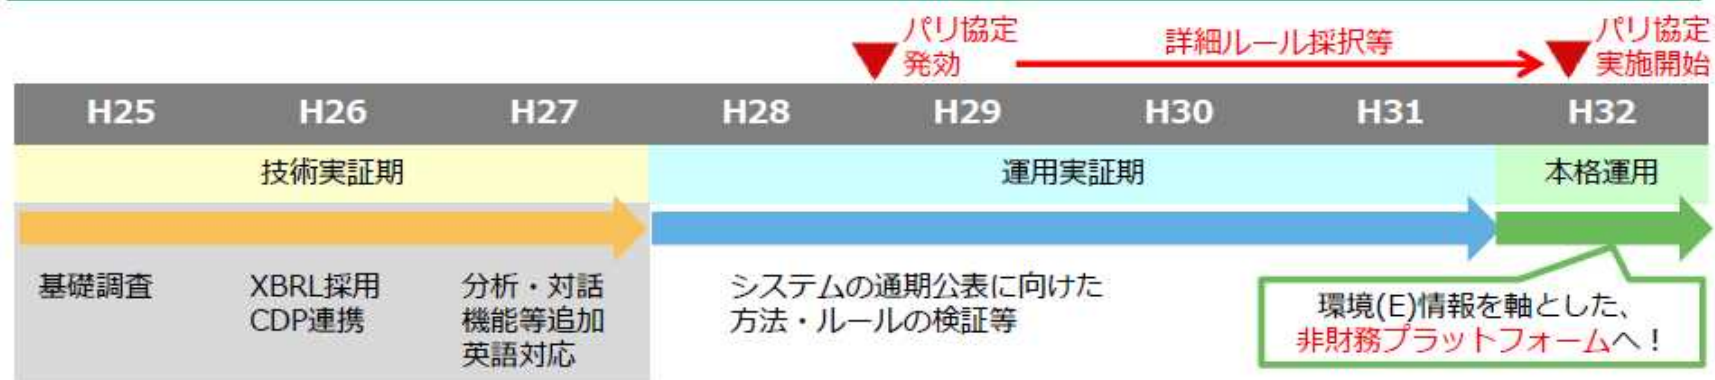 パリ協定
発効
詳細ルール採択等
パリ協定
実施開始
H25 H26 H27 H28 H29 H30 H31 H32
技術実証期 運用実証期 本格運用
基礎調査
XBRL採用
CDP連携
分析・対話
機能等追加
英語対応
システムの通期公表に向けた
方法・ルールの検証等
環境(E)情報を軸とした、
非財務プラットフォームへ！